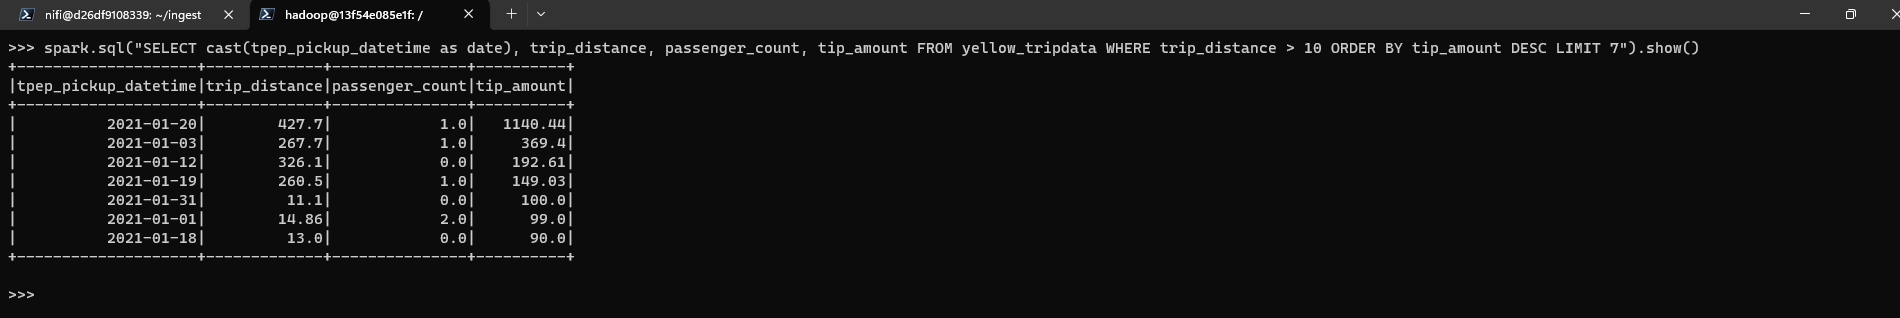 nifi@d26df9108339: ~/ingest
hadoop@13f54e085e1f: /
>>> spark.sql("SELECT cast(tpep_pickup_datetime as date), trip_distance, passenger_count, tip_amount FROM yellow_tripdata WHERE trip_distance > 10 ORDER BY tip_amount DESC LIMIT 7").show()
+--------------------+-------------+---------------+----------+
|tpep_pickup_datetime|trip_distance|passenger_count|tip_amount|
+--------------------+-------------+---------------+----------+
|          2021-01-20|        427.7|            1.0|   1140.44|
|          2021-01-03|        267.7|            1.0|     369.4|
|          2021-01-12|        326.1|            0.0|    192.61|
|          2021-01-19|        260.5|            1.0|    149.03|
|          2021-01-31|         11.1|            0.0|     100.0|
|          2021-01-01|        14.86|            2.0|      99.0|
|          2021-01-18|         13.0|            0.0|      90.0|
+--------------------+-------------+---------------+----------+
>>>